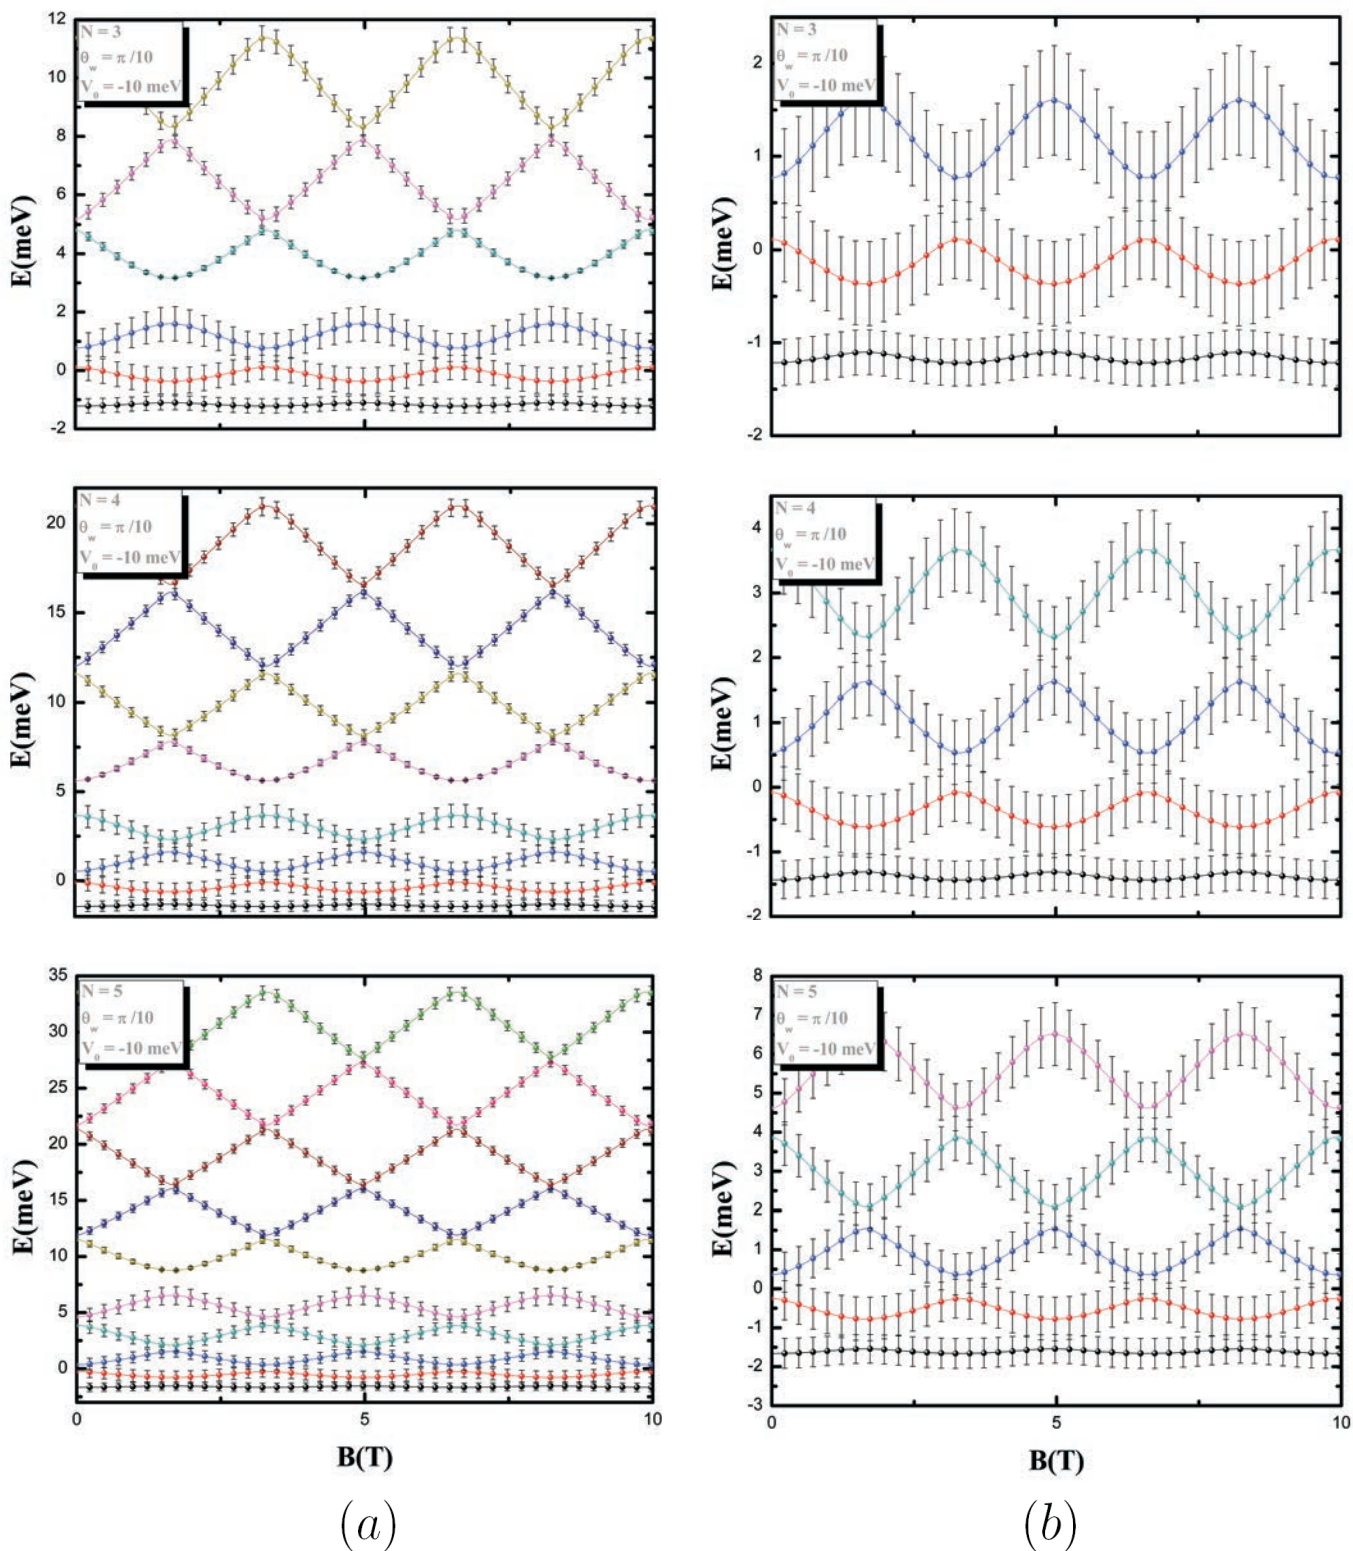 12
10
8
6
4
2
0
-2
E(meV)
N = 3
θw = π /10
V0 = -10 meV
2
1
0
-1
-2
E(meV)
N = 3
θw = π /10
V0 = -10 meV
20
15
10
5
0
E(meV)
N = 4
θw = π /10
V0 = -10 meV
4
3
2
1
0
-1
-2
E(meV)
N = 4
θw = π /10
V0 = -10 meV
35
30
25
20
15
10
5
0
E(meV)
N = 5
θw = π /10
V0 = -10 meV
0 5 10
B(T)
8
7
6
5
4
3
2
1
0
-1
-2
-3
E(meV)
N = 5
θw = π /10
V0 = -10 meV
0 5 10
B(T)
(a)
(b)